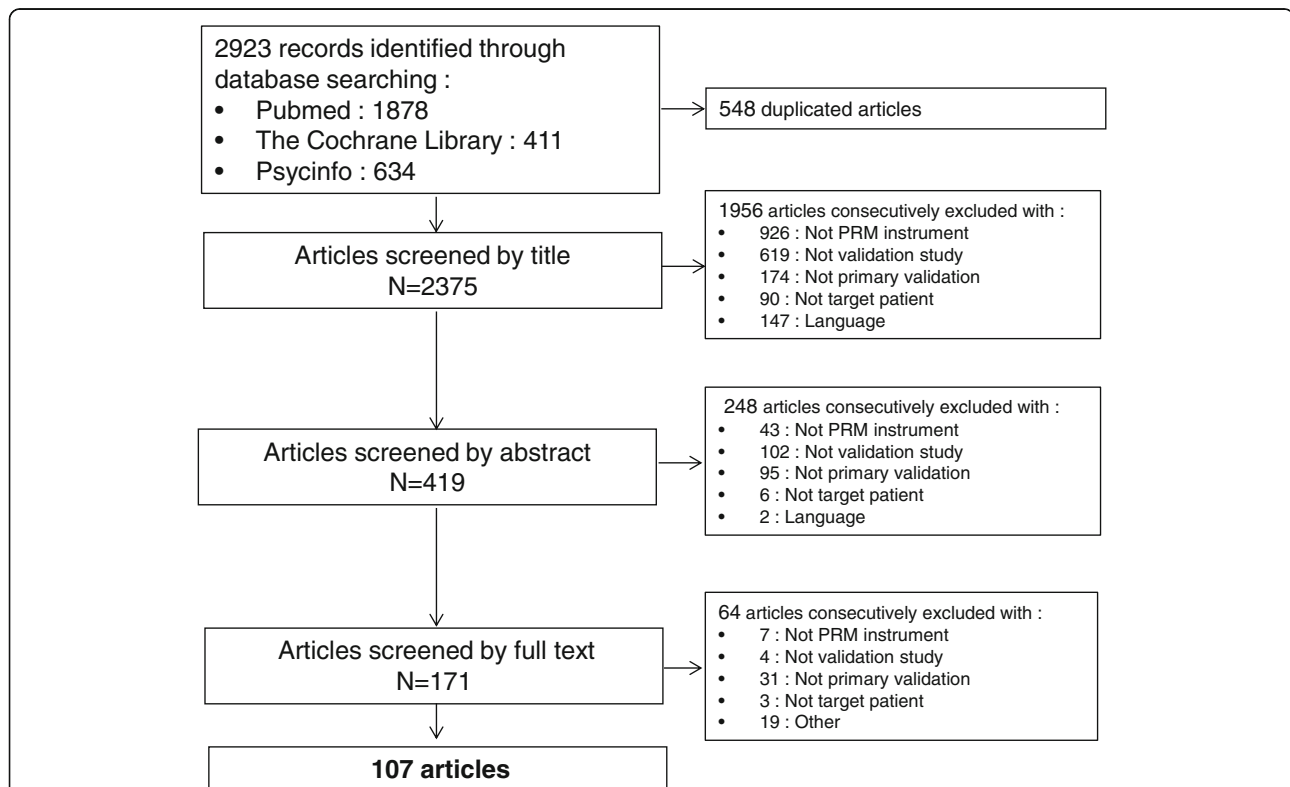 2923 records identified through
database searching :
• Pubmed : 1878
• The Cochrane Library : 411
• Psycinfo : 634
548 duplicated articles
Articles screened by title
N=2375
1956 articles consecutively excluded with :
• 926 : Not PRM instrument
• 619 : Not validation study
• 174 : Not primary validation
• 90 : Not target patient
• 147 : Language
Articles screened by abstract
N=419
248 articles consecutively excluded with :
• 43 : Not PRM instrument
• 102 : Not validation study
• 95 : Not primary validation
• 6 : Not target patient
• 2 : Language
Articles screened by full text
N=171
64 articles consecutively excluded with :
• 7 : Not PRM instrument
• 4 : Not validation study
• 31 : Not primary validation
• 3 : Not target patient
• 19 : Other
107 articles